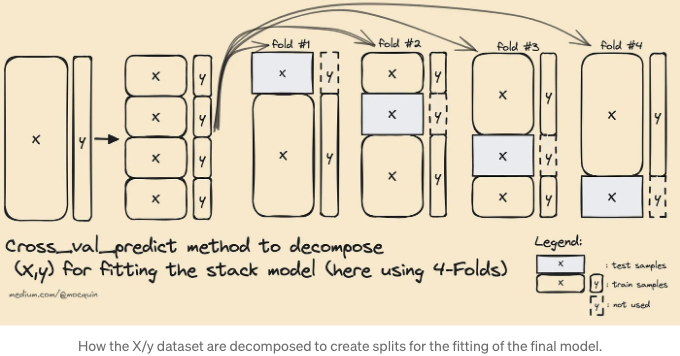 fold #1
fold #2
fold #3
fold #4
x
y
x
y
x
y
x
y
x
y
x
y
x
y
x
y
x
y
x
y
x
y
x
y
x
y
x
y
x
y
Cross_val_predict method to decompose
(X,y) for fitting the stack model (here using 4-Folds)
medium.com/@mocquin
Legend:
x : test samples
x y : train samples
y : not used
How the X/y dataset are decomposed to create splits for the fitting of the final model.